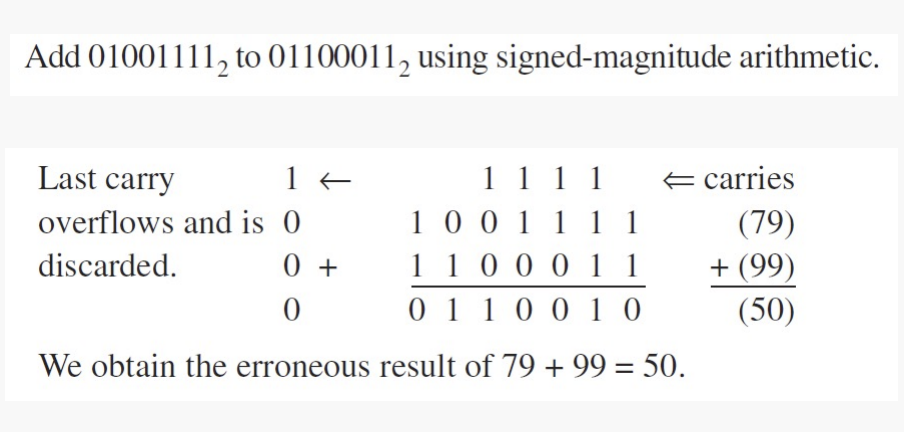 Add 01001111₂ to 01100011₂ using signed-magnitude arithmetic.
Last carry 1 ← 1 1 1 1 ⇐ carries
overflows and is 0 1 0 0 1 1 1 1 (79)
discarded. 0 + 1 1 0 0 0 1 1 + (99)
0 0 1 1 0 0 1 0 (50)
We obtain the erroneous result of 79 + 99 = 50.